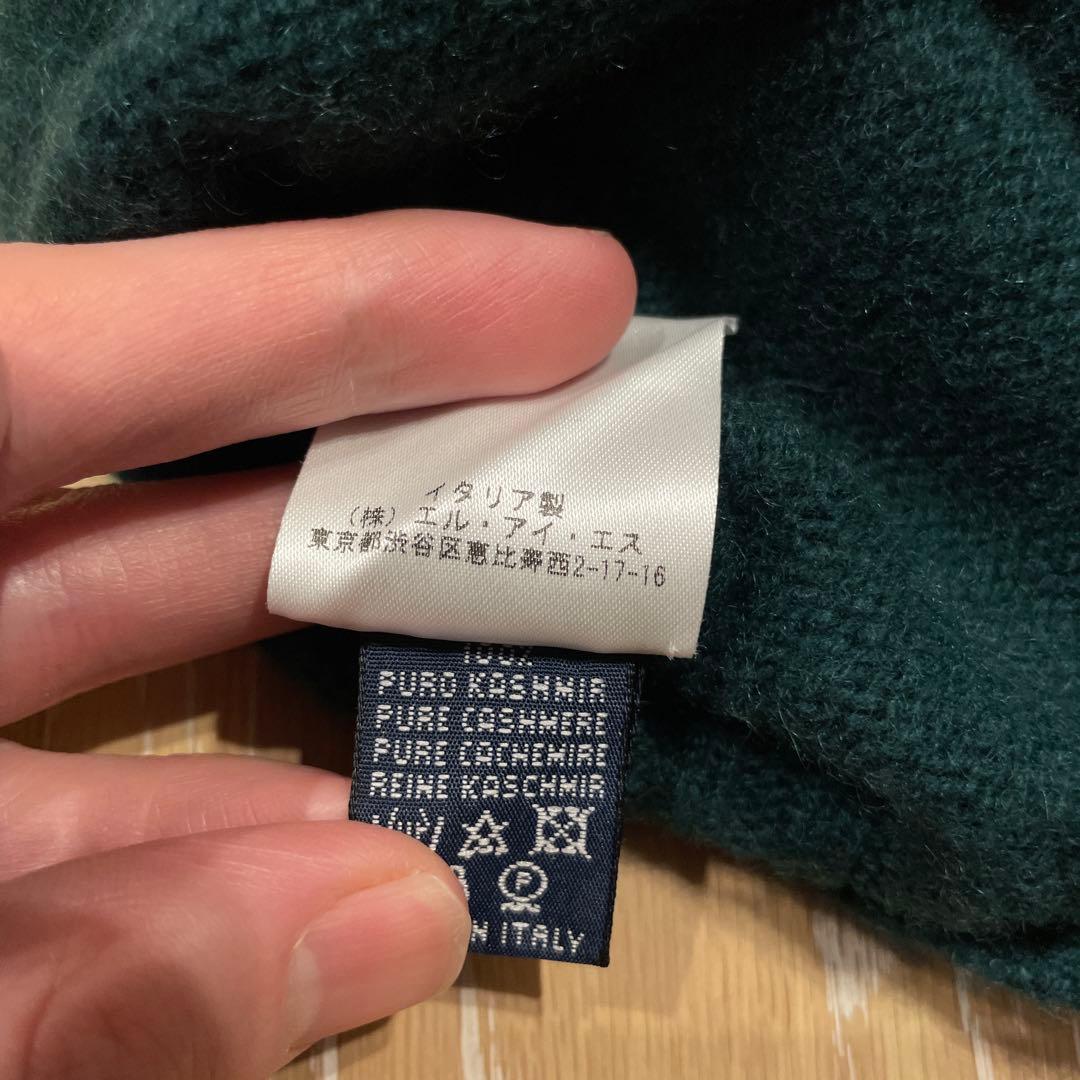 イタリア製
(株)エル・アイ・エス
東京都渋谷区恵比寿西2-17-16
100%
PURO KASHMIR
PURE CASHMERE
PURE CACHEMIRE
REINE KASCHMIR
P
IN ITALY